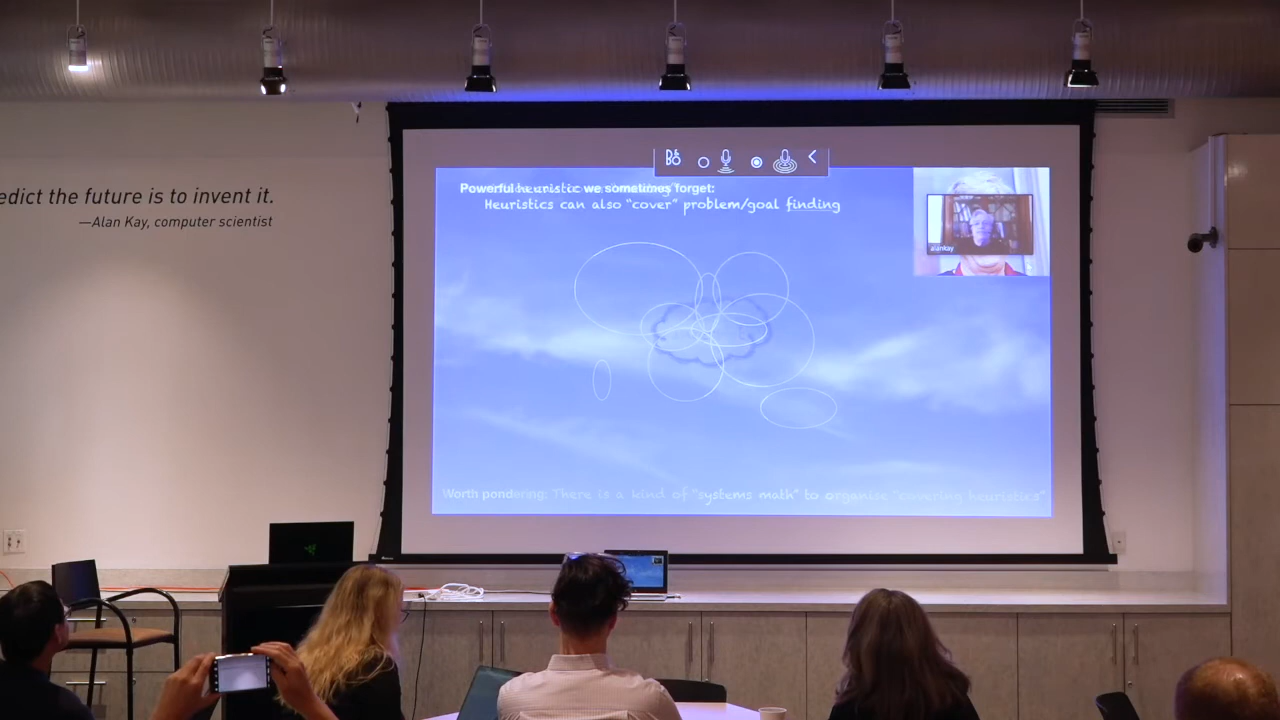 edict the future is to invent it.
—Alan Kay, computer scientist
Powerful heuristic we sometimes forget:
Heuristics can also "cover" problem/goal finding
alankay
Worth pondering: There is a kind of "systems math" to organise "covering heuristics"